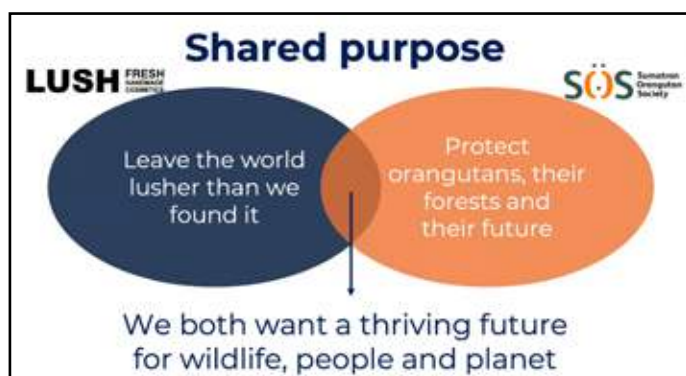 Shared purpose
LUSH FRESH
HANDMADE
COSMETICS
SOS Sumatran
Orangutan
Society
Leave the world
lusher than we
found it
Protect
orangutans, their
forests and
their future
We both want a thriving future
for wildlife, people and planet